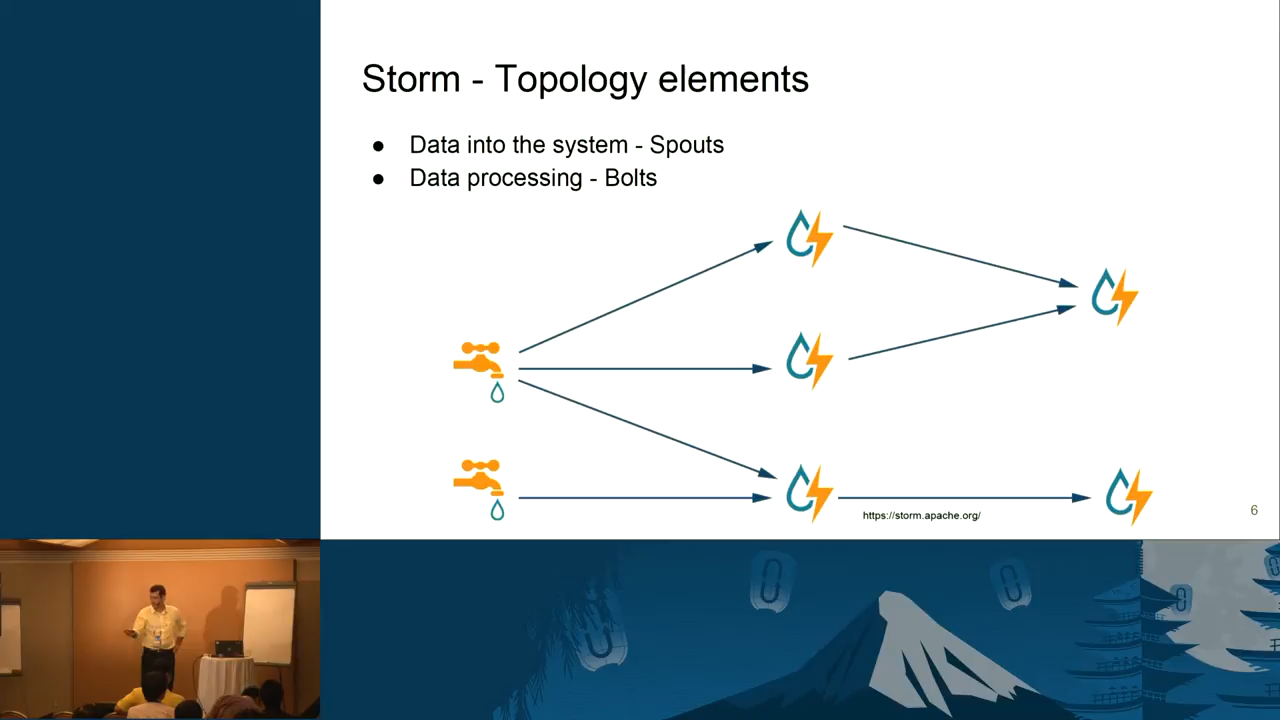 Storm - Topology elements
● Data into the system - Spouts
● Data processing - Bolts
https://storm.apache.org/
6